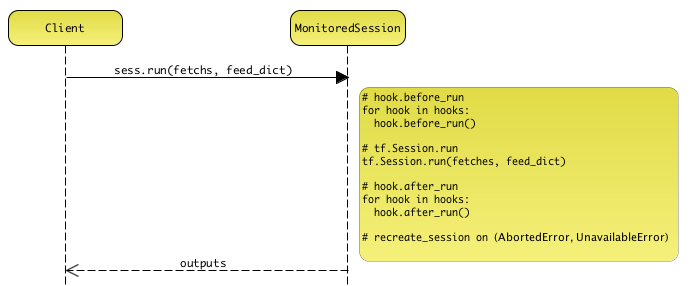 Client
MonitoredSession
sess.run(fetchs, feed_dict)
# hook.before_run
for hook in hooks:
  hook.before_run()
# tf.Session.run
tf.Session.run(fetches, feed_dict)
# hook.after_run
for hook in hooks:
  hook.after_run()
# recreate_session on (AbortedError, UnavailableError)
outputs